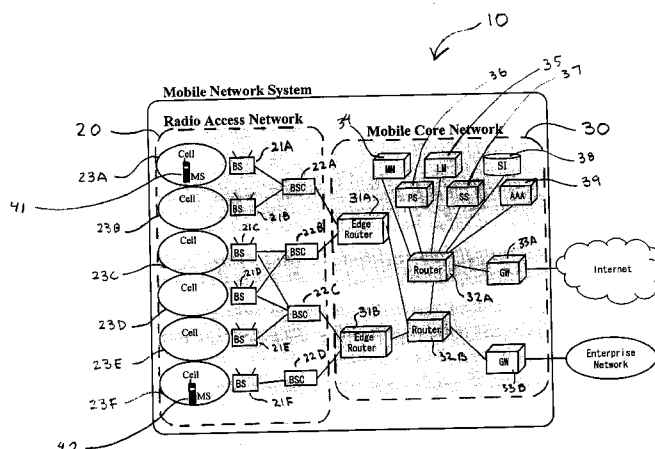 10
35
36
37
Mobile Network System
20
Radio Access Network
Mobile Core Network
30
34
38
39
MM
LM
SI
PS
SS
AAA
23A
Cell
MS
41
BS
21A
22A
BSC
31A
Edge
Router
23B
BS
21B
33A
Cell
21C
BS
22B
BSC
Router
32A
GW
Internet
23C
21D
22C
BSC
31B
Cell
BS
Edge
Router
Router
32B
23D
Cell
BS
21E
22D
GW
33B
Enterprise
Network
23E
Cell
MS
BS
21F
BSC
23F
42